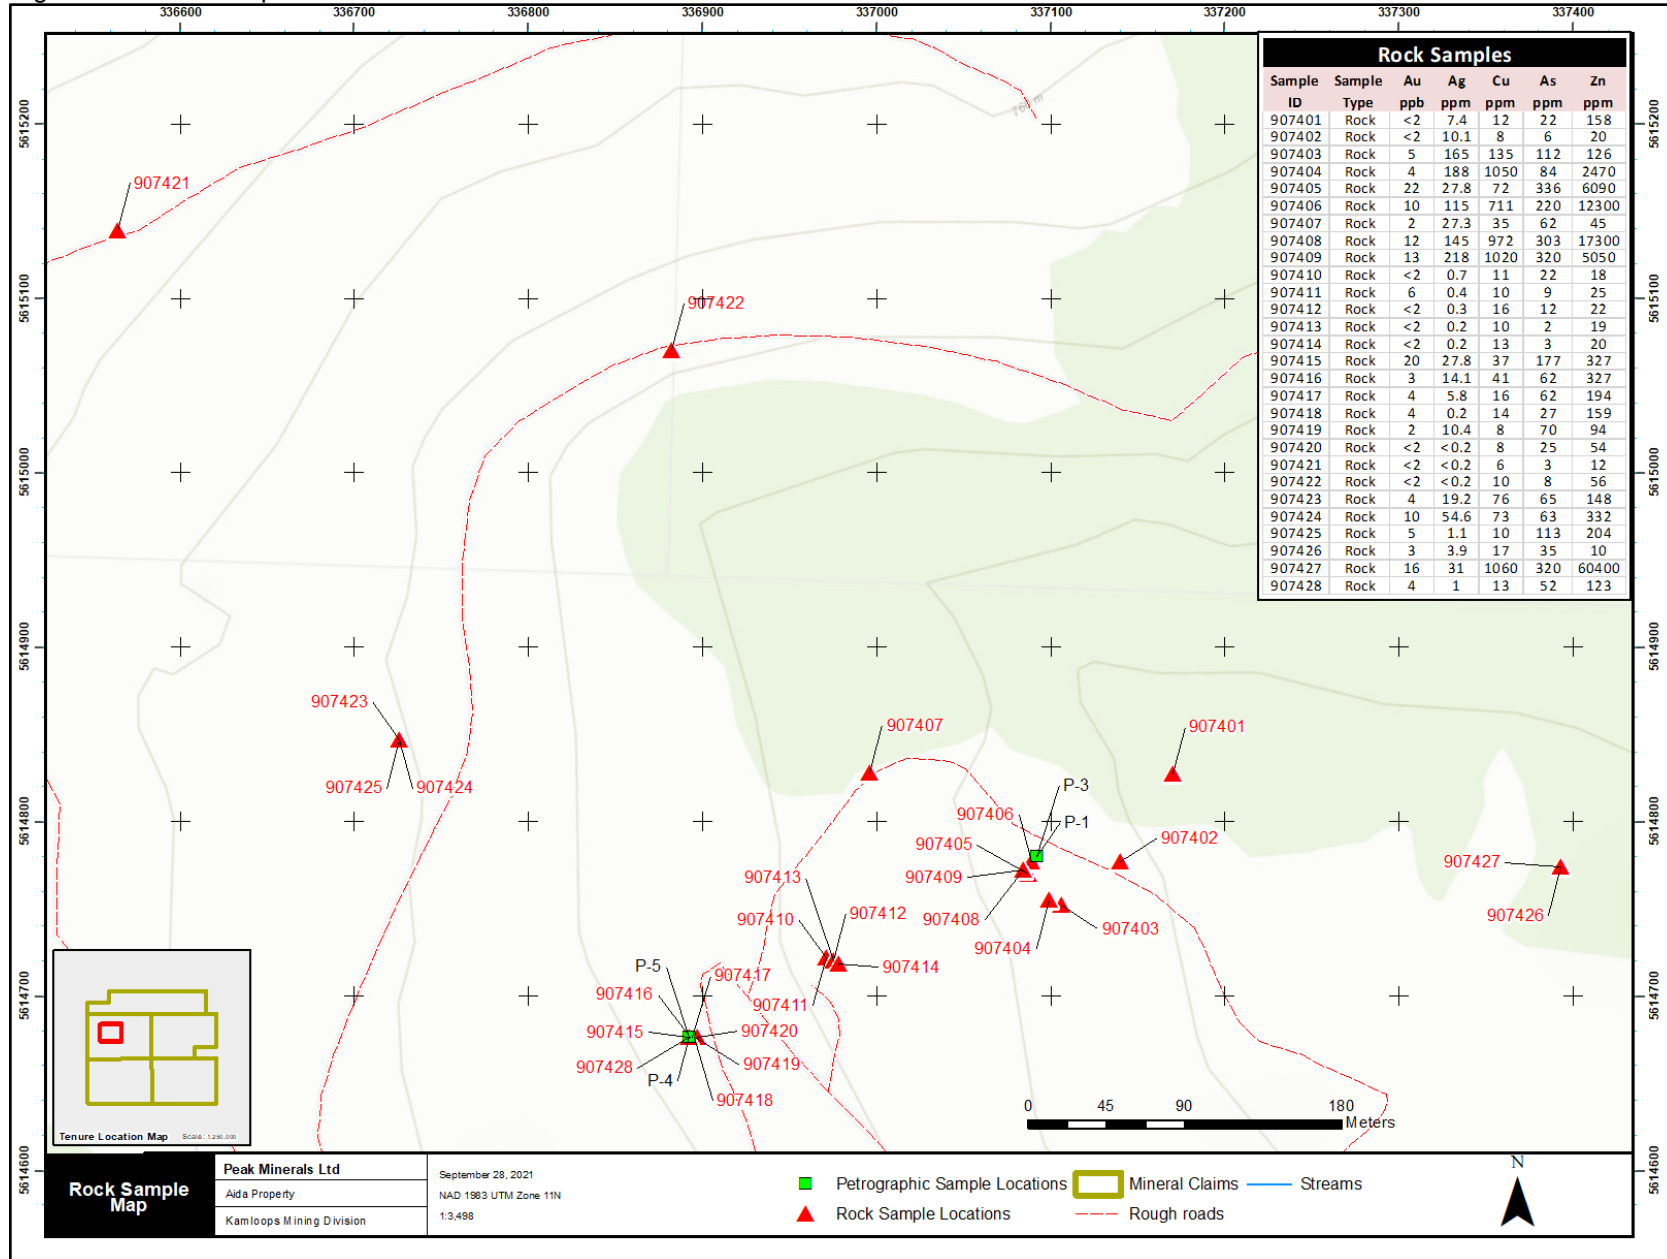 336600 336700 336800 336900 337000 337100 337200 337300 337400
5615200
5615100
5615000
5614900
5614800
5614700
5614600
5615200
5615100
5615000
5614900
5614800
5614700
5614600
Rock Samples
Sample Sample Au Ag Cu As Zn
ID Type ppb ppm ppm ppm ppm
907401 Rock <2 7.4 12 22 158
907402 Rock <2 10.1 8 6 20
907403 Rock 5 165 135 112 126
907404 Rock 4 188 1050 84 2470
907405 Rock 22 27.8 72 336 6090
907406 Rock 10 115 711 220 12300
907407 Rock 2 27.3 35 62 45
907408 Rock 12 145 972 303 17300
907409 Rock 13 218 1020 320 5050
907410 Rock <2 0.7 11 22 18
907411 Rock 6 0.4 10 9 25
907412 Rock <2 0.3 16 12 22
907413 Rock <2 0.2 10 2 19
907414 Rock <2 0.2 13 3 20
907415 Rock 20 27.8 37 177 327
907416 Rock 3 14.1 41 62 327
907417 Rock 4 5.8 16 62 194
907418 Rock 4 0.2 14 27 159
907419 Rock 2 10.4 8 70 94
907420 Rock <2 <0.2 8 25 54
907421 Rock <2 <0.2 6 3 12
907422 Rock <2 <0.2 10 8 56
907423 Rock 4 19.2 76 65 148
907424 Rock 10 54.6 73 63 332
907425 Rock 5 1.1 10 113 204
907426 Rock 3 3.9 17 35 10
907427 Rock 16 31 1060 320 60400
907428 Rock 4 1 13 52 123
907421
907422
907423
907425 907424
907407
907401
P-3
907406
P-1
907405
907402
907409
907427
907413
907408
907412
907410
907426
907404
907403
907414
P-5
907417
907416
907411
907415
907420
907428
907419
P-4
907418
0 45 90 180
Meters
Tenure Location Map Scale: 1:250,000
Rock Sample
Map
Peak Minerals Ltd
Aida Property
Kamloops Mining Division
September 28, 2021
NAD 1983 UTM Zone 11N
1:3,498
Petrographic Sample Locations Mineral Claims Streams
Rock Sample Locations Rough roads
N